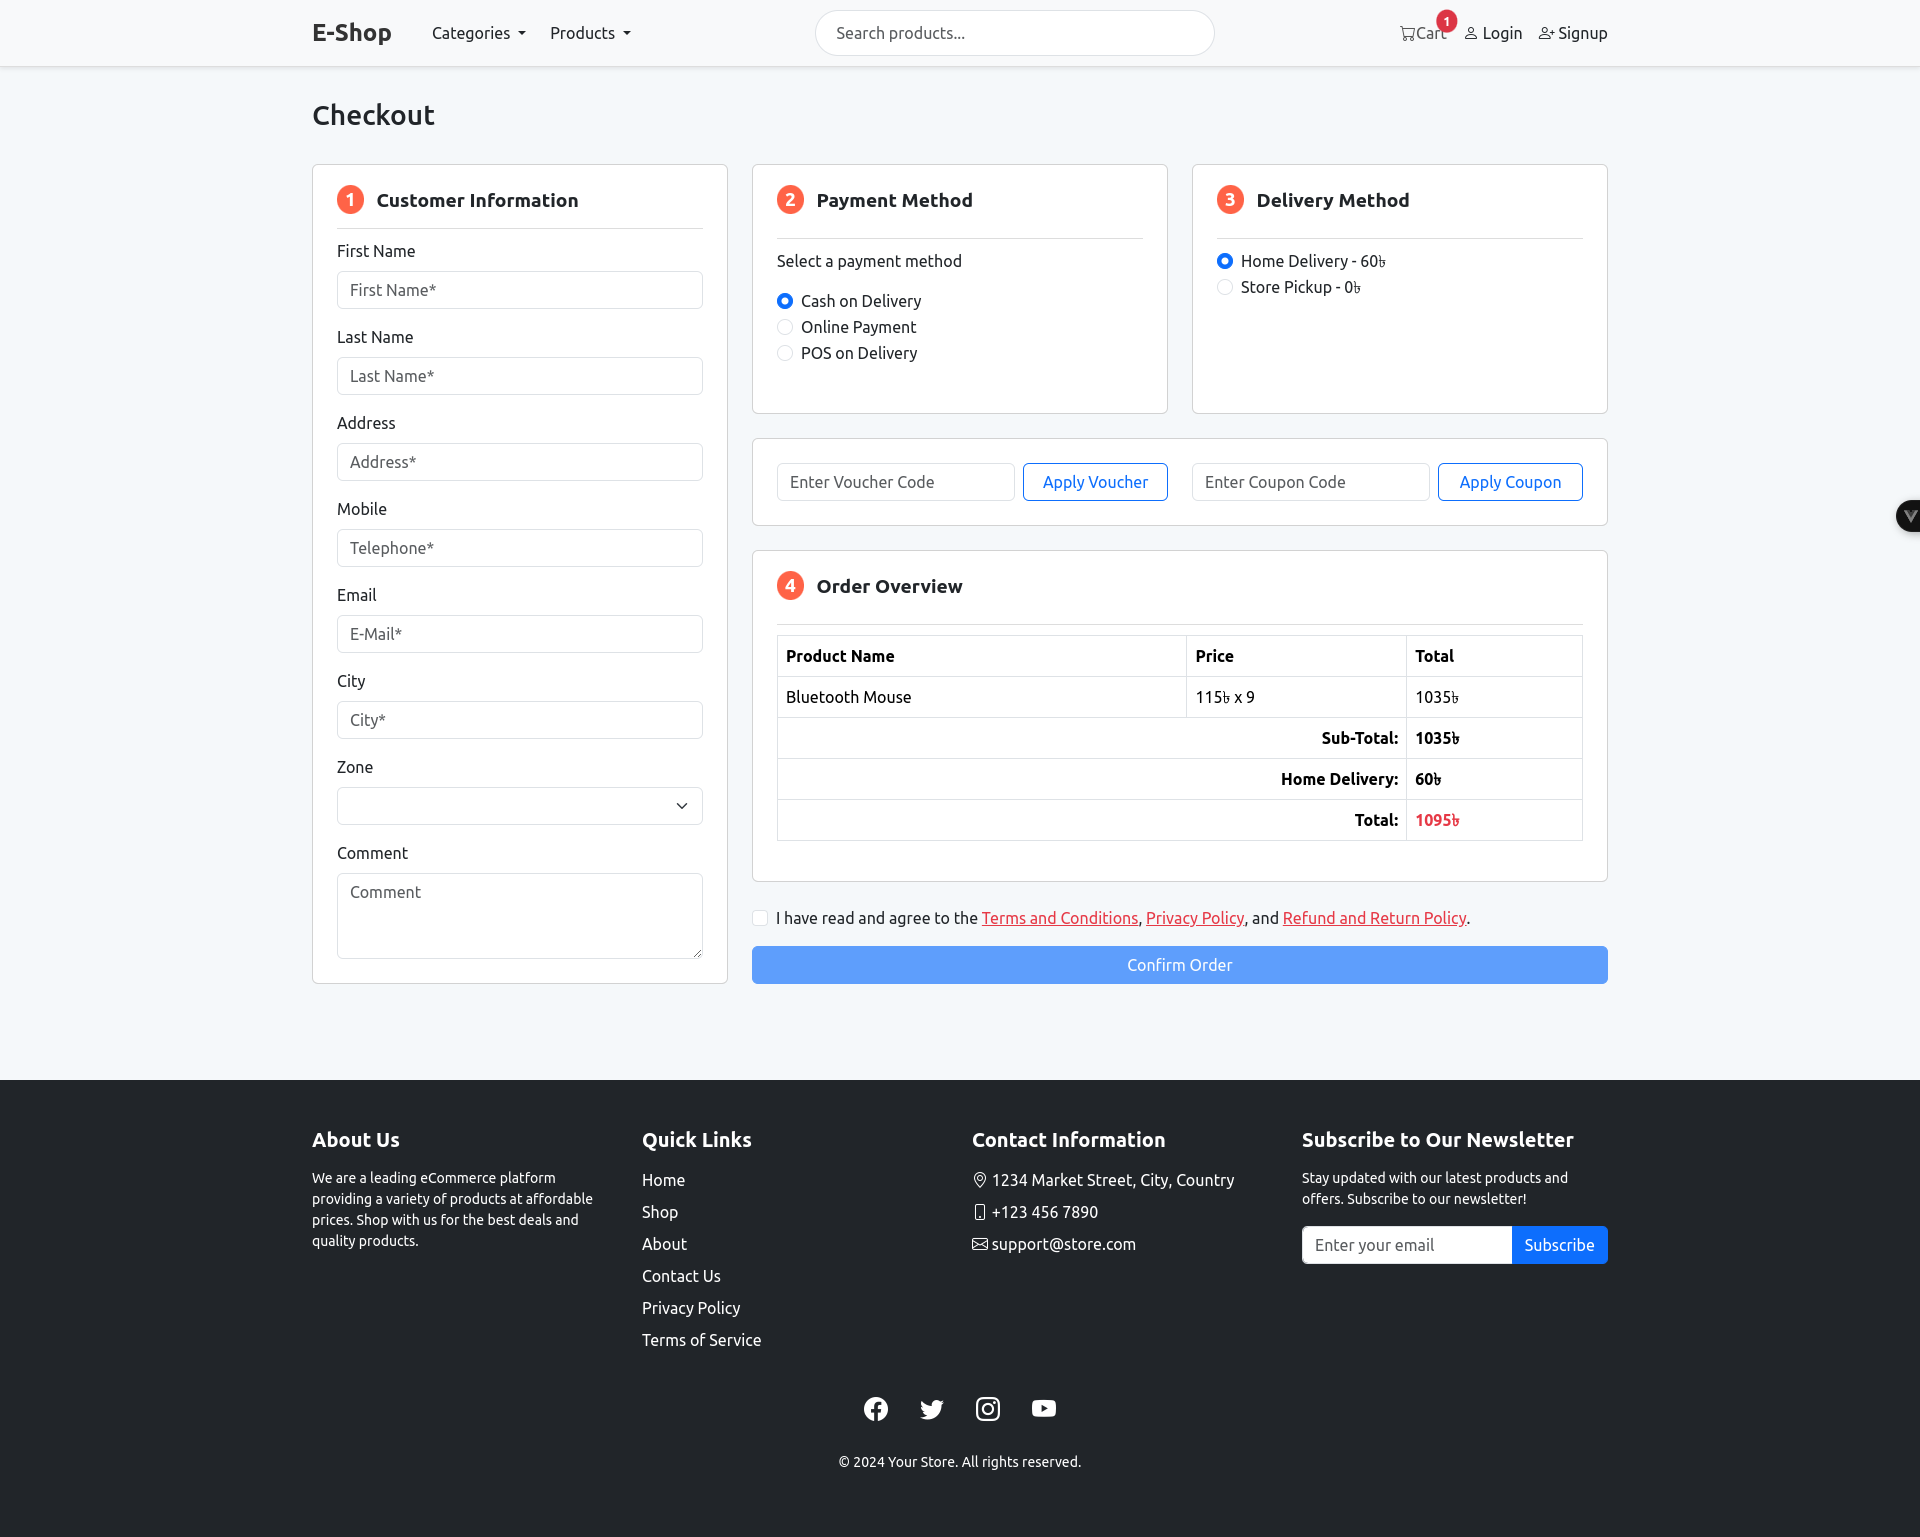 E-Shop Categories Products Search products... Cart 1 Login Signup
Checkout
1 Customer Information
First Name
First Name*
Last Name
Last Name*
Address
Address*
Mobile
Telephone*
Email
E-Mail*
City
City*
Zone
Comment
Comment
2 Payment Method
Select a payment method
Cash on Delivery
Online Payment
POS on Delivery
3 Delivery Method
Home Delivery - 60৳
Store Pickup - 0৳
Enter Voucher Code Apply Voucher Enter Coupon Code Apply Coupon
4 Order Overview
Product Name Price Total
Bluetooth Mouse 115৳ x 9 1035৳
Sub-Total: 1035৳
Home Delivery: 60৳
Total: 1095৳
I have read and agree to the Terms and Conditions, Privacy Policy, and Refund and Return Policy.
Confirm Order
About Us
We are a leading eCommerce platform
providing a variety of products at affordable
prices. Shop with us for the best deals and
quality products.
Quick Links
Home
Shop
About
Contact Us
Privacy Policy
Terms of Service
Contact Information
1234 Market Street, City, Country
+123 456 7890
support@store.com
Subscribe to Our Newsletter
Stay updated with our latest products and
offers. Subscribe to our newsletter!
Enter your email Subscribe
© 2024 Your Store. All rights reserved.